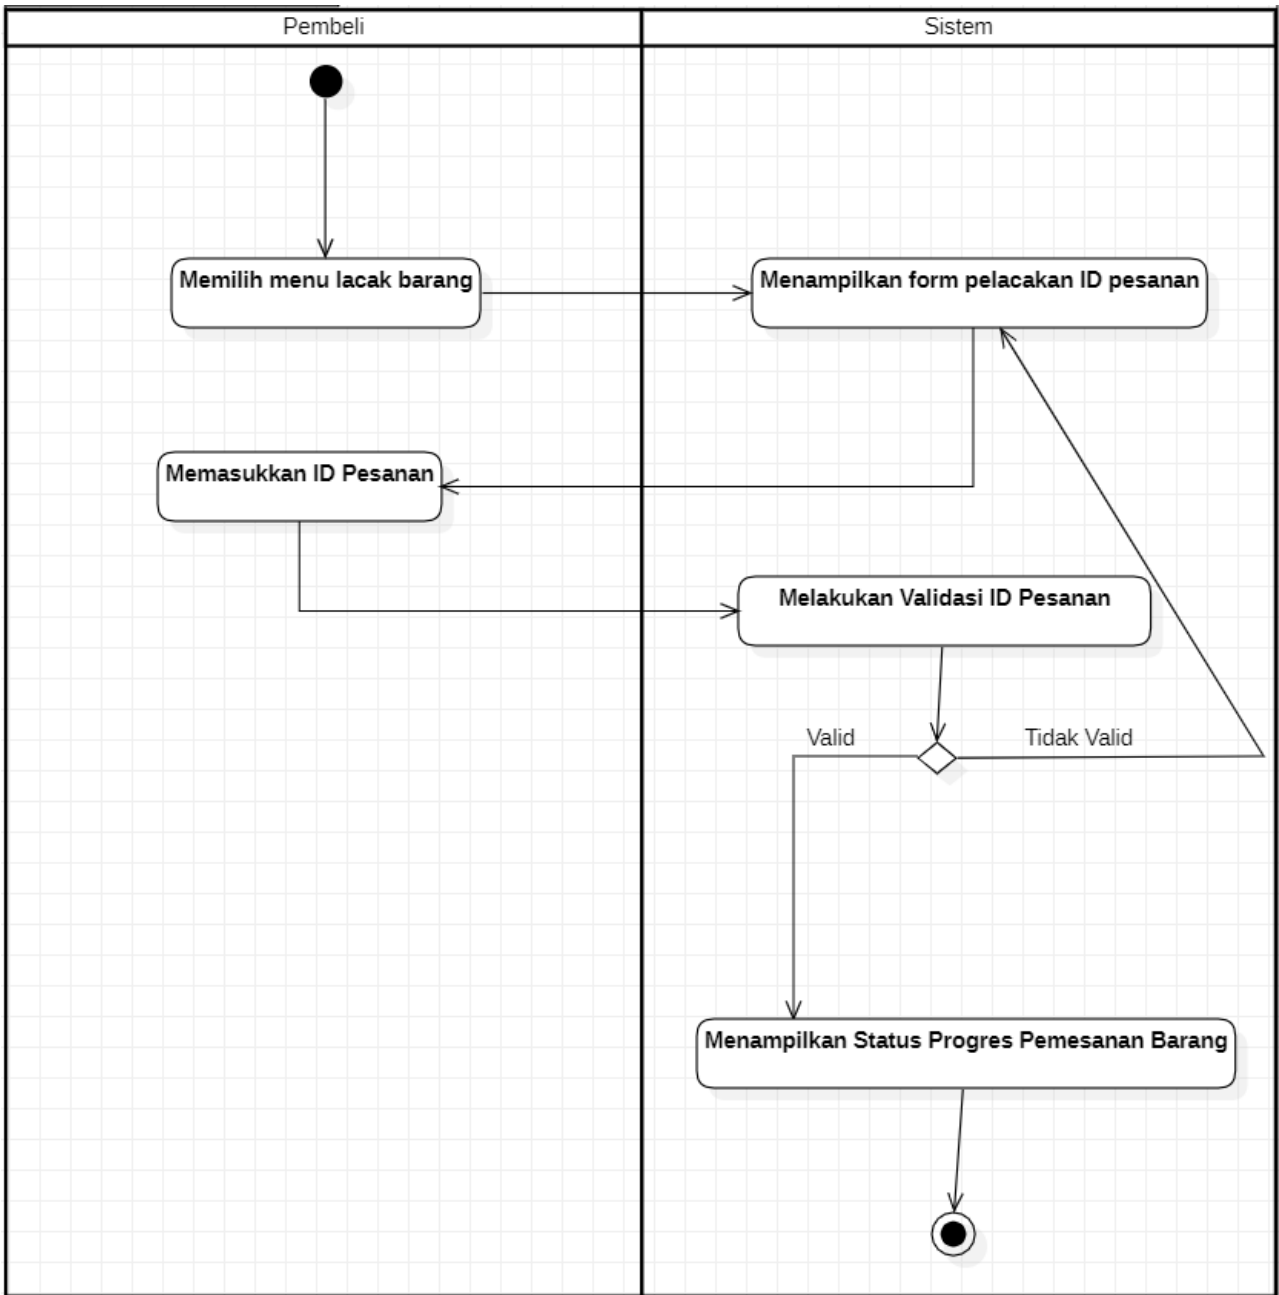 Pembeli
Sistem
Memilih menu lacak barang
Menampilkan form pelacakan ID pesanan
Memasukkan ID Pesanan
Melakukan Validasi ID Pesanan
Valid
Tidak Valid
Menampilkan Status Progres Pemesanan Barang